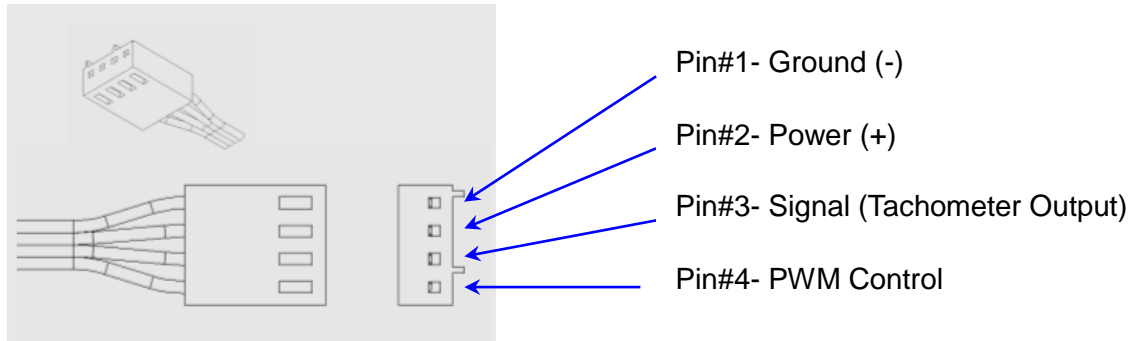 Pin#1- Ground (-)
Pin#2- Power (+)
Pin#3- Signal (Tachometer Output)
Pin#4- PWM Control